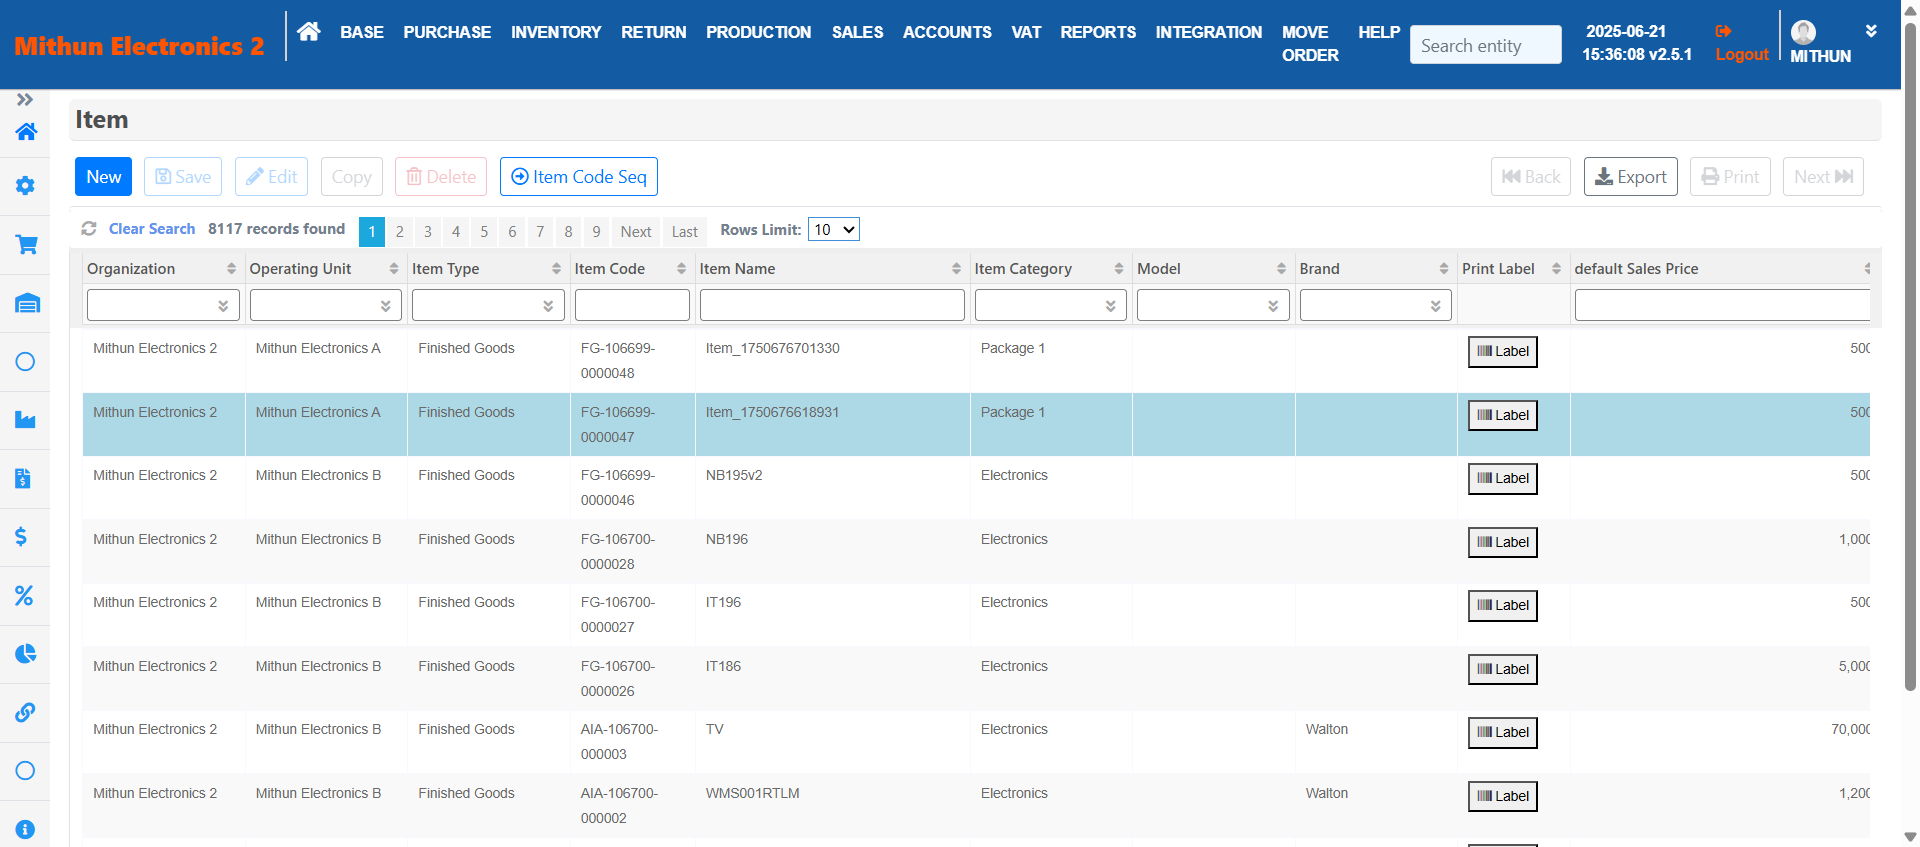 Mithun Electronics 2
BASE PURCHASE INVENTORY RETURN PRODUCTION SALES ACCOUNTS VAT REPORTS INTEGRATION MOVE ORDER HELP
Search entity
2025-06-21
15:36:08 v2.5.1
Logout
MITHUN
Item
New Save Edit Copy Delete Item Code Seq Back Export Print Next
Clear Search 8117 records found 1 2 3 4 5 6 7 8 9 Next Last Rows Limit: 10
Organization Operating Unit Item Type Item Code Item Name Item Category Model Brand Print Label default Sales Price
Mithun Electronics 2 Mithun Electronics A Finished Goods FG-106699-0000048 Item_1750676701330 Package 1 Label 500
Mithun Electronics 2 Mithun Electronics A Finished Goods FG-106699-0000047 Item_1750676618931 Package 1 Label 500
Mithun Electronics 2 Mithun Electronics B Finished Goods FG-106699-0000046 NB195v2 Electronics Label 500
Mithun Electronics 2 Mithun Electronics B Finished Goods FG-106700-0000028 NB196 Electronics Label 1,000
Mithun Electronics 2 Mithun Electronics B Finished Goods FG-106700-0000027 IT196 Electronics Label 500
Mithun Electronics 2 Mithun Electronics B Finished Goods FG-106700-0000026 IT186 Electronics Label 5,000
Mithun Electronics 2 Mithun Electronics B Finished Goods AIA-106700-000003 TV Electronics Walton Label 70,000
Mithun Electronics 2 Mithun Electronics B Finished Goods AIA-106700-000002 WMS001RTLM Electronics Walton Label 1,200